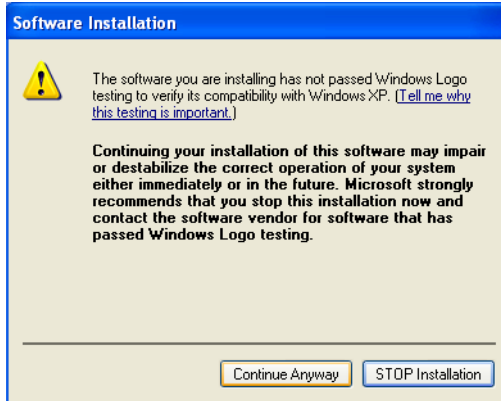 Software Installation
The software you are installing has not passed Windows Logo
testing to verify its compatibility with Windows XP. (Tell me why
this testing is important.)
Continuing your installation of this software may impair
or destabilize the correct operation of your system
either immediately or in the future. Microsoft strongly
recommends that you stop this installation now and
contact the software vendor for software that has
passed Windows Logo testing.
Continue Anyway
STOP Installation